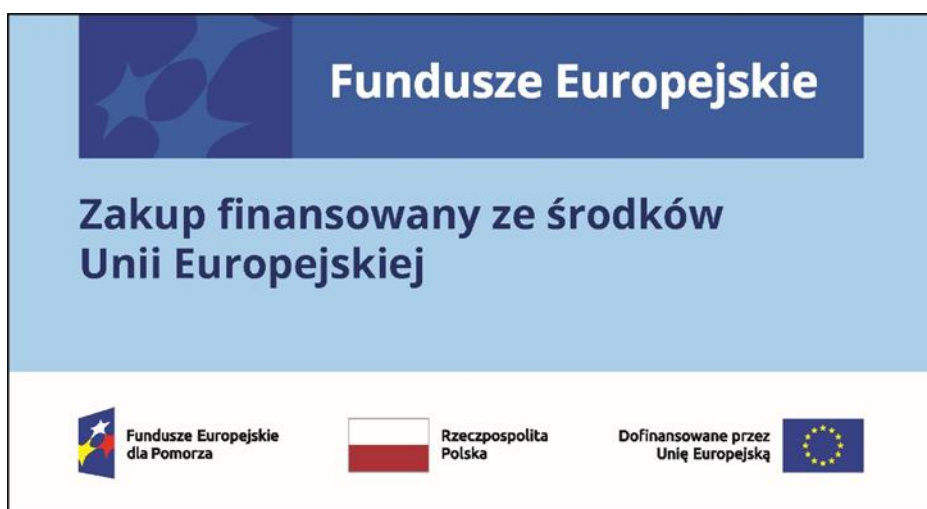 Fundusze Europejskie
Zakup finansowany ze środków
Unii Europejskiej
Fundusze Europejskie
dla Pomorza
Rzeczpospolita
Polska
Dofinansowane przez
Unię Europejską